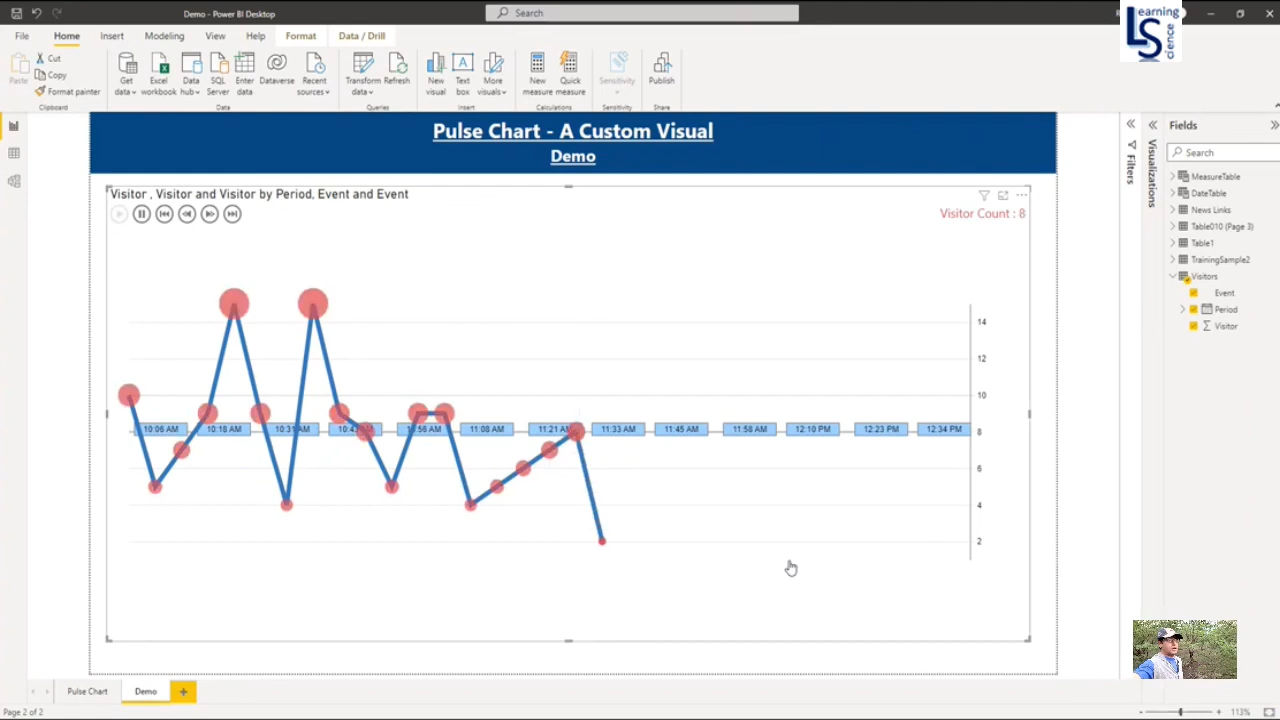 Demo - Power BI Desktop
Search
Learning Science
File Home Insert Modeling View Help Format Data / Drill
Paste
Cut
Copy
Format painter
Clipboard
Get data
Excel workbook
Data hub
SQL Server
Enter data
Dataverse
Recent sources
Data
Transform data
Refresh
Queries
New visual
Text box
More visuals
Insert
New measure
Quick measure
Calculations
Sensitivity
Sensitivity
Publish
Share
Pulse Chart - A Custom Visual
Demo
Visitor , Visitor and Visitor by Period, Event and Event
Visitor Count : 8
14
12
10
10:06 AM 10:18 AM 10:31 AM 10:56 AM 11:08 AM 11:21 AM 11:33 AM 11:45 AM 11:58 AM 12:10 PM 12:23 PM 12:34 PM 8
6
4
2
Filters
Visualizations
Fields
Search
MeasureTable
DateTable
News Links
Table010 (Page 3)
Table1
TrainingSample2
Visitors
Event
Period
Visitor
Pulse Chart Demo
Page 2 of 2
113%